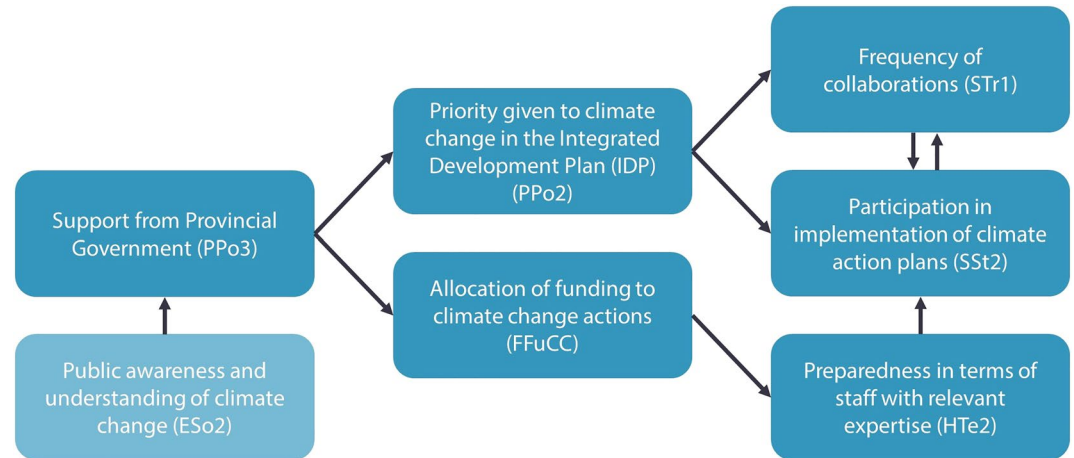 Support from Provincial
Government (PPo3)
Public awareness and
understanding of climate
change (ESo2)
Priority given to climate
change in the Integrated
Development Plan (IDP)
(PPo2)
Allocation of funding to
climate change actions
(FFuCC)
Frequency of
collaborations (STr1)
Participation in
implementation of climate
action plans (SSt2)
Preparedness in terms of
staff with relevant
expertise (HTe2)